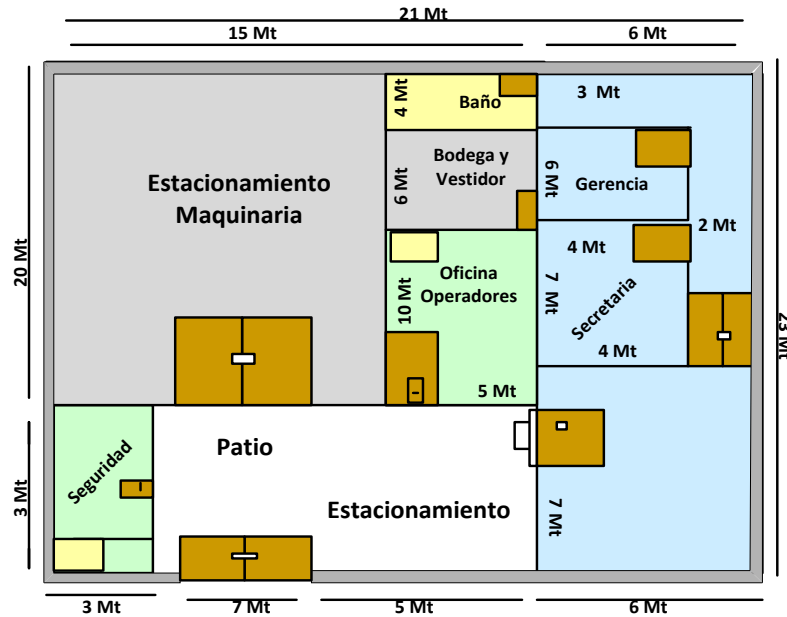 21 Mt
15 Mt
6 Mt
4 Mt
Baño
3 Mt
Estacionamiento
Maquinaria
6 Mt
Bodega y
Vestidor
6 Mt
Gerencia
2 Mt
20 Mt
10 Mt
Oficina
Operadores
4 Mt
7 Mt
Secretaria
4 Mt
23 Mt
5 Mt
3 Mt
Seguridad
Patio
Estacionamiento
7 Mt
3 Mt
7 Mt
5 Mt
6 Mt